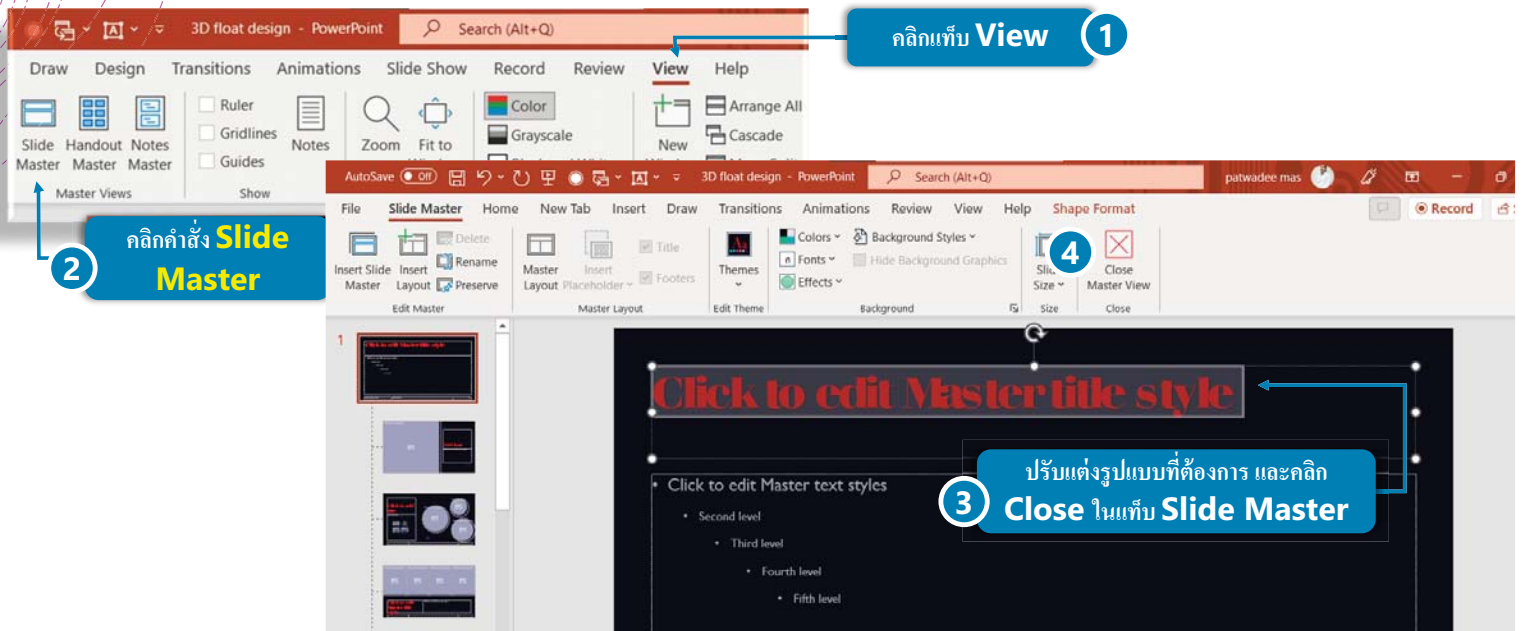 3D float design - PowerPoint
Search (Alt+Q)
คลิกแท็บ View
1
Draw Design Transitions Animations Slide Show Record Review View Help
Ruler
Gridlines
Guides
Slide Master
Handout Master
Notes Master
Notes
Zoom
Fit to
Color
Grayscale
New
Arrange All
Cascade
Master Views
Show
2
คลิกคำสั่ง Slide
Master
AutoSave Off
3D float design - PowerPoint
Search (Alt+Q)
patwadee mas
File Slide Master Home New Tab Insert Draw Transitions Animations Review View Help Shape Format
Record
Insert Slide
Master
Insert
Layout
Delete
Rename
Preserve
Master
Layout
Insert
Placeholder
Title
Footers
Themes
Colors
Fonts
Effects
Background Styles
Hide Background Graphics
4
Size
Close
Master View
Edit Master
Master Layout
Edit Theme
Background
Size
Close
1
Click to edit Master title style
Click to edit Master text styles
Second level
Third level
Fourth level
Fifth level
3
ปรับแต่งรูปแบบที่ต้องการ และคลิก
Close ในแท็บ Slide Master